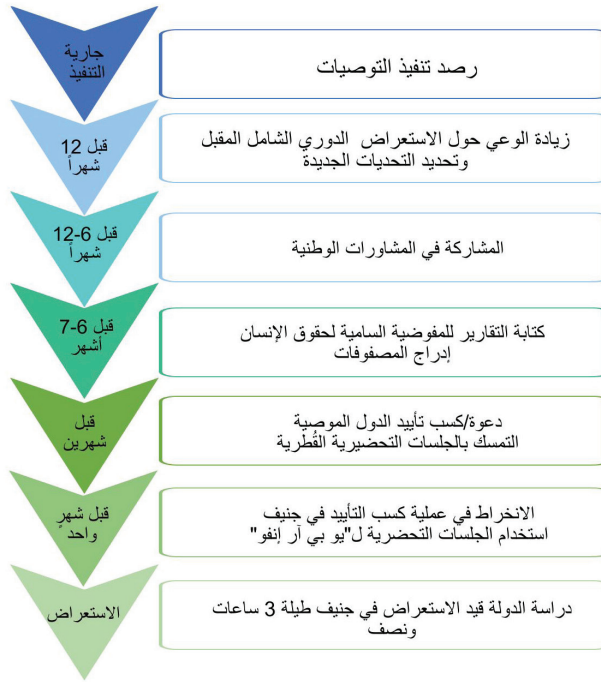 جارية
التنفيذ
رصد تنفيذ التوصيات
قبل 12
شهراً
زيادة الوعي حول الاستعراض الدوري الشامل المقبل
وتحديد التحديات الجديدة
قبل 6-12
شهراً
المشاركة في المشاورات الوطنية
قبل 6-7
أشهر
كتابة التقارير للمفوضية السامية لحقوق الإنسان
إدراج المصفوفات
قبل
شهرين
دعوة/كسب تأييد الدول الموصية
التمسك بالجلسات التحضيرية القُطرية
قبل شهرٍ
واحد
الانخراط في عملية كسب التأييد في جنيف
استخدام الجلسات التحضرية ل"يو بي آر إنفو"
الاستعراض
دراسة الدولة قيد الاستعراض في جنيف طيلة 3 ساعات
ونصف